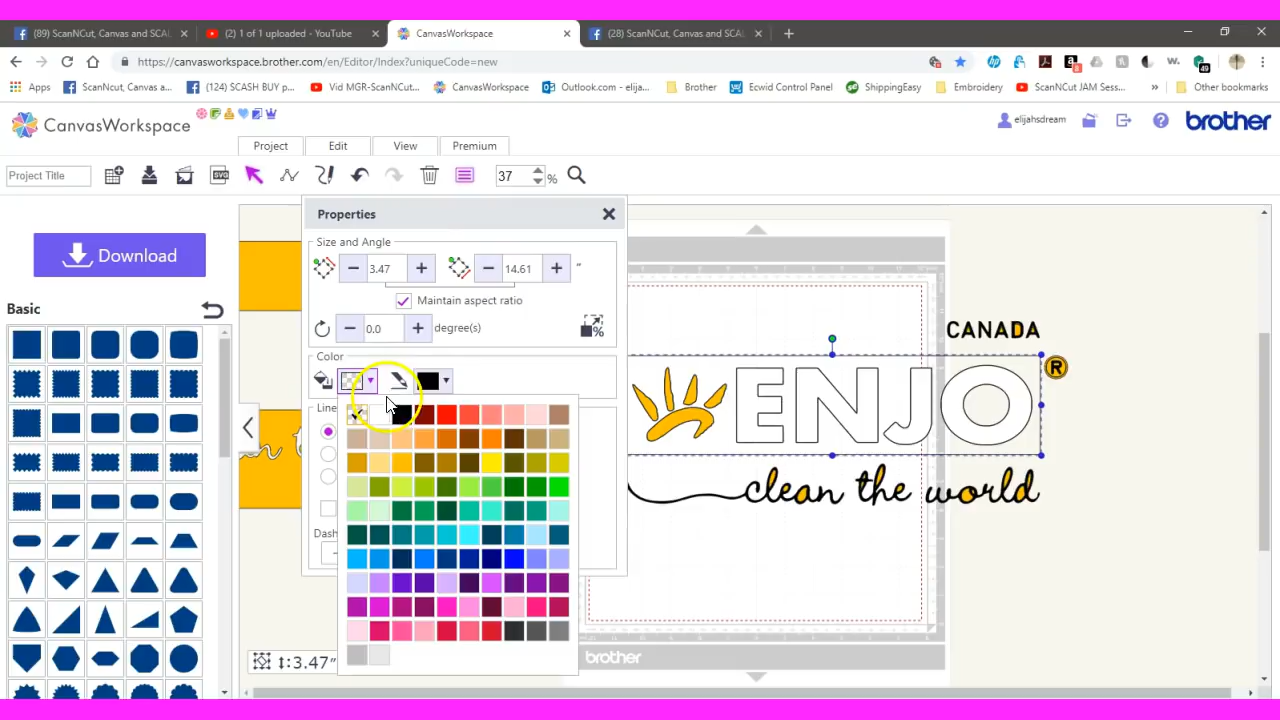 (89) ScanNCut, Canvas and SCAL
(2) 1 of 1 uploaded - YouTube
CanvasWorkspace
(28) ScanNCut, Canvas and SCAL
https://canvasworkspace.brother.com/en/Editor/Index?uniqueCode=new
Apps
ScanNcut, Canvas a...
(124) SCASH BUY p...
Vid MGR-ScanNCut...
CanvasWorkspace
Outlook.com - elija...
Brother
Ecwid Control Panel
ShippingEasy
Embroidery
ScanNCut JAM Sess...
»
Other bookmarks
CanvasWorkspace
elijahsdream
brother
Project
Edit
View
Premium
Project Title
SVG
37
%
Download
Properties
Size and Angle
3.47
14.61
"
Maintain aspect ratio
0.0
degree(s)
%
Color
Basic
Line
Dash
CANADA
ENJO
®
clean the world
↕:3.47"
brother